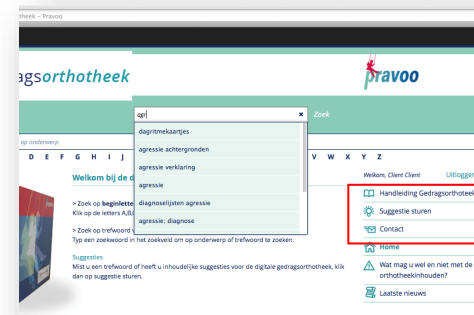 theek – Pravoo
agsorthotheek
pravoo
agr
Zoek
dagritmekaartjes
agressie achtergronden
agressie verklaring
agressie
diagnoselijsten agressie
agressie; diagnose
op onderwerp
D E F G H I J V W X Y Z
Welkom bij de d
> Zoek op beginlette
Klik op de letters A,B,
> Zoek op trefwoord
Typ een zoekwoord in het zoekveld om op onderwerp of trefwoord te zoeken.
Suggesties
Mist u een trefwoord of heeft u inhoudelijke suggesties voor de digitale gedragsorthotheek, klik
dan op suggestie sturen.
Welkom, Client Client Uitloggen
Handleiding Gedragsorthotheek
Suggestie sturen
Contact
Home
Wat mag u wel en niet met de
orthotheekinhouden?
Laatste nieuws